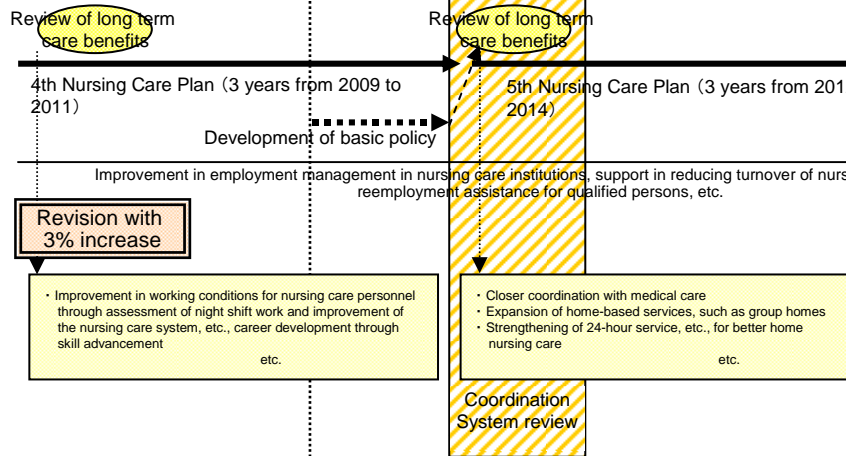 Review of long term
care benefits
Review of long term
care benefits
4th Nursing Care Plan（3 years from 2009 to
2011）
5th Nursing Care Plan（3 years from 201
2014）
Development of basic policy
Improvement in employment management in nursing care institutions, support in reducing turnover of nurs
reemployment assistance for qualified persons, etc.
Revision with
3% increase
・Improvement in working conditions for nursing care personnel
through assessment of night shift work and improvement of
the nursing care system, etc., career development through
skill advancement
etc.
・Closer coordination with medical care
・Expansion of home-based services, such as group homes
・Strengthening of 24-hour service, etc., for better home
nursing care
etc.
Coordination
System review